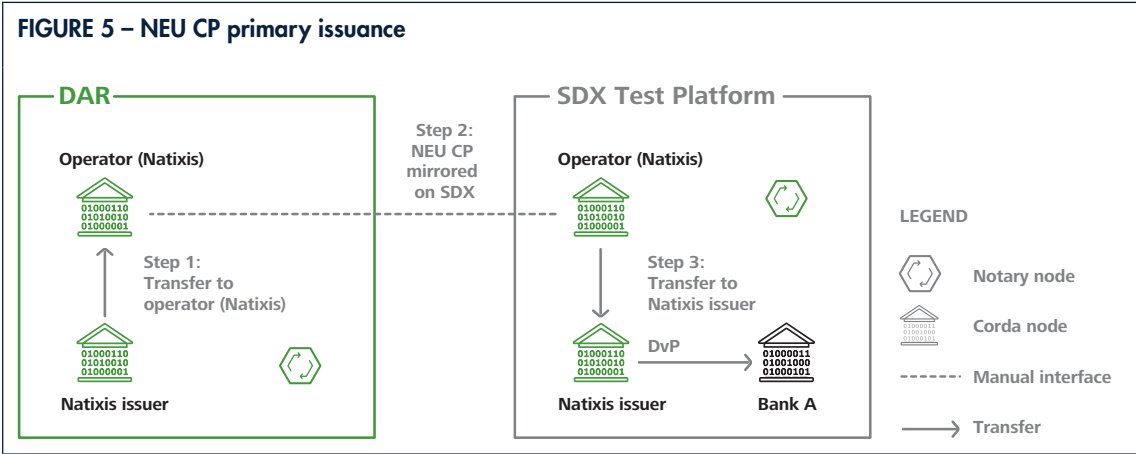 FIGURE 5 – NEU CP primary issuance
DAR
Operator (Natixis)
01000110
01010010
01000001
Step 1:
Transfer to
operator (Natixis)
01000110
01010010
01000001
Natixis issuer
Step 2:
NEU CP
mirrored
on SDX
SDX Test Platform
Operator (Natixis)
01000110
01010010
01000001
Step 3:
Transfer to
Natixis issuer
01000110
01010010
01000001
Natixis issuer
DvP
01000011
01001000
01000101
Bank A
LEGEND
Notary node
01000011
01001000
01000101
Corda node
Manual interface
Transfer